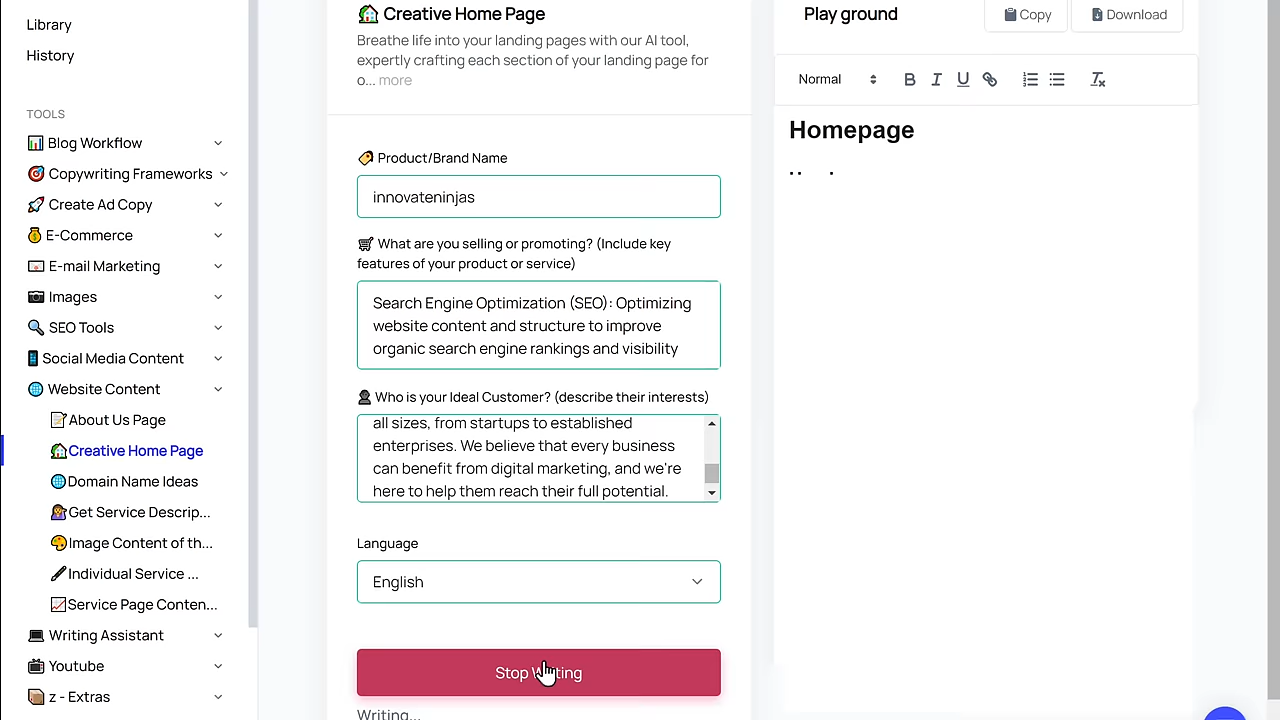 Library
History
TOOLS
Blog Workflow
Copywriting Frameworks
Create Ad Copy
E-Commerce
E-mail Marketing
Images
SEO Tools
Social Media Content
Website Content
About Us Page
Creative Home Page
Domain Name Ideas
Get Service Descrip...
Image Content of th...
Individual Service ...
Service Page Conten...
Writing Assistant
Youtube
z - Extras
Creative Home Page
Breathe life into your landing pages with our AI tool,
expertly crafting each section of your landing page for
o... more
Product/Brand Name
innovateninjas
What are you selling or promoting? (Include key
features of your product or service)
Search Engine Optimization (SEO): Optimizing
website content and structure to improve
organic search engine rankings and visibility
Who is your Ideal Customer? (describe their interests)
all sizes, from startups to established
enterprises. We believe that every business
can benefit from digital marketing, and we're
here to help them reach their full potential.
Language
English
Stop Writing
Writing...
Play ground
Copy
Download
Normal
B I U
Homepage